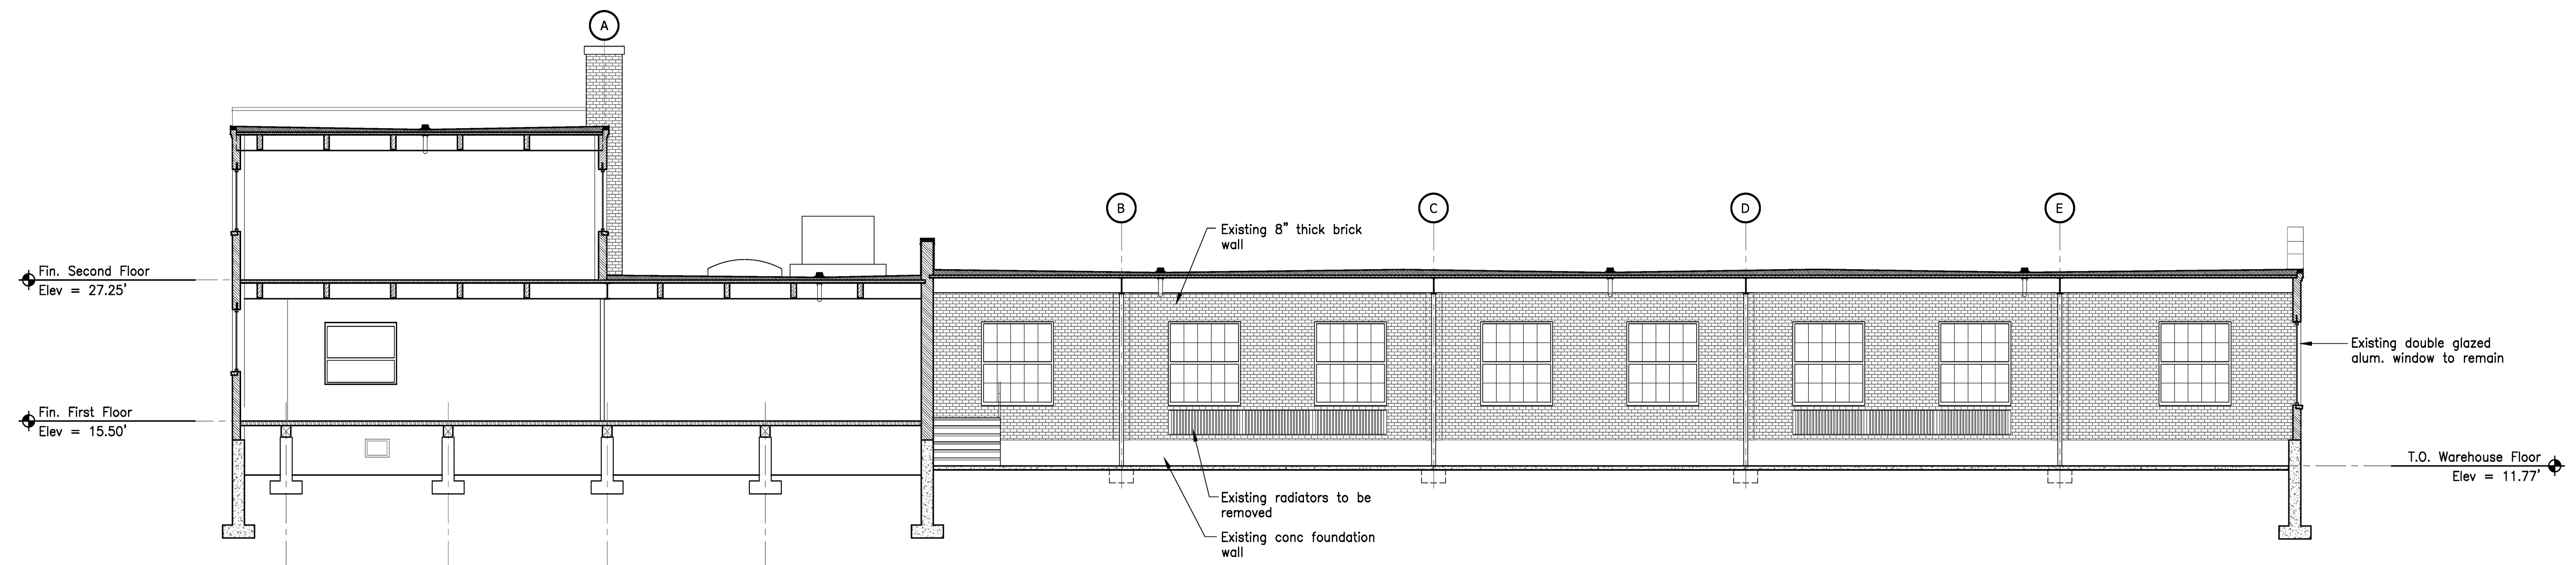 A
B
C
D
E
Existing 8" thick brick
wall
Fin. Second Floor
Elev = 27.25'
Existing double glazed
alum. window to remain
Fin. First Floor
Elev = 15.50'
T.O. Warehouse Floor
Elev = 11.77'
Existing radiators to be
removed
Existing conc foundation
wall